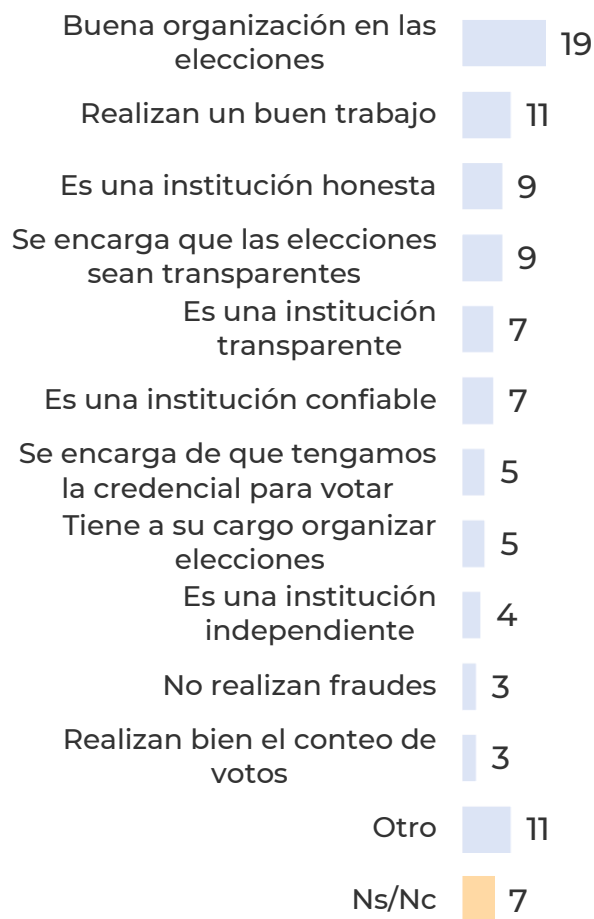 Buena organización en las
elecciones
19
Realizan un buen trabajo
11
Es una institución honesta
9
Se encarga que las elecciones
sean transparentes
9
Es una institución
transparente
7
Es una institución confiable
7
Se encarga de que tengamos
la credencial para votar
5
Tiene a su cargo organizar
elecciones
5
Es una institución
independiente
4
No realizan fraudes
3
Realizan bien el conteo de
votos
3
Otro
11
Ns/Nc
7